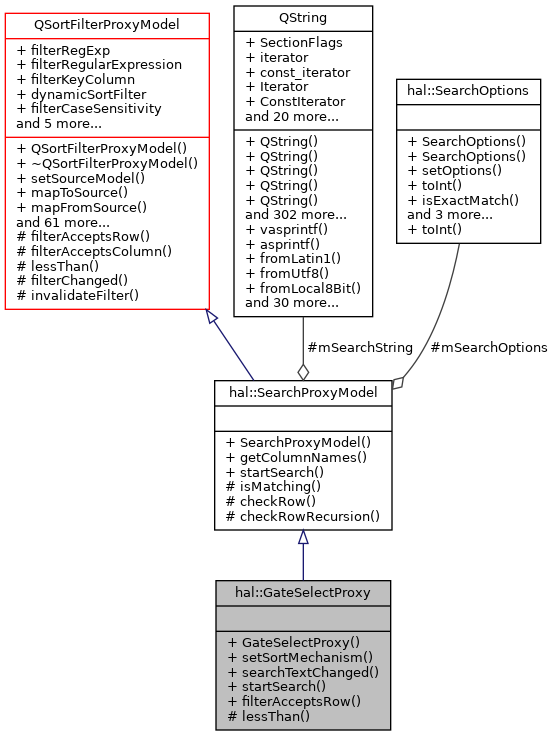 QSortFilterProxyModel
+ filterRegExp
+ filterRegularExpression
+ filterKeyColumn
+ dynamicSortFilter
+ filterCaseSensitivity
and 5 more...
+ QSortFilterProxyModel()
+ ~QSortFilterProxyModel()
+ setSourceModel()
+ mapToSource()
+ mapFromSource()
and 61 more...
# filterAcceptsRow()
# filterAcceptsColumn()
# lessThan()
# filterChanged()
# invalidateFilter()
QString
+ SectionFlags
+ iterator
+ const_iterator
+ Iterator
+ ConstIterator
and 20 more...
+ QString()
+ QString()
+ QString()
+ QString()
+ QString()
and 302 more...
+ vasprintf()
+ asprintf()
+ fromLatin1()
+ fromUtf8()
+ fromLocal8Bit()
and 30 more...
hal::SearchOptions
+ SearchOptions()
+ SearchOptions()
+ setOptions()
+ toInt()
+ isExactMatch()
and 3 more...
+ toInt()
#mSearchString
#mSearchOptions
hal::SearchProxyModel
+ SearchProxyModel()
+ getColumnNames()
+ startSearch()
# isMatching()
# checkRow()
# checkRowRecursion()
hal::GateSelectProxy
+ GateSelectProxy()
+ setSortMechanism()
+ searchTextChanged()
+ startSearch()
+ filterAcceptsRow()
# lessThan()